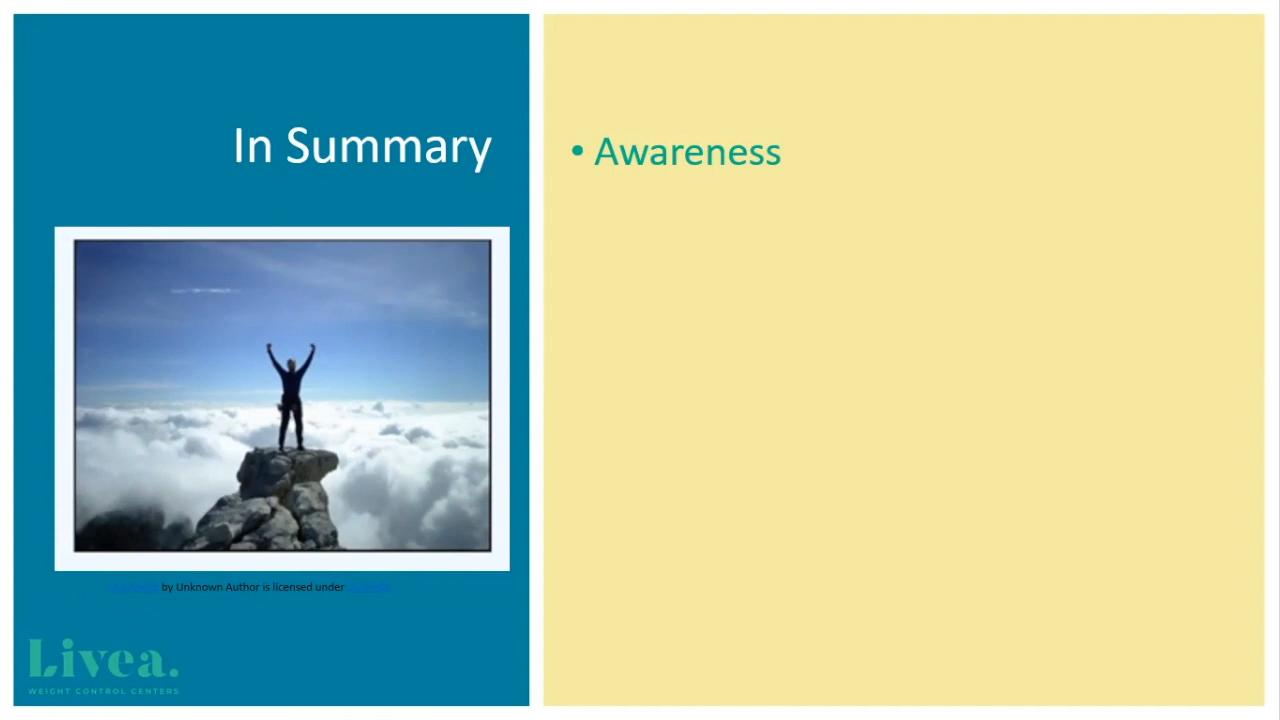 In Summary
• Awareness
by Unknown Author is licensed under
Livea.
WEIGHT CONTROL CENTERS